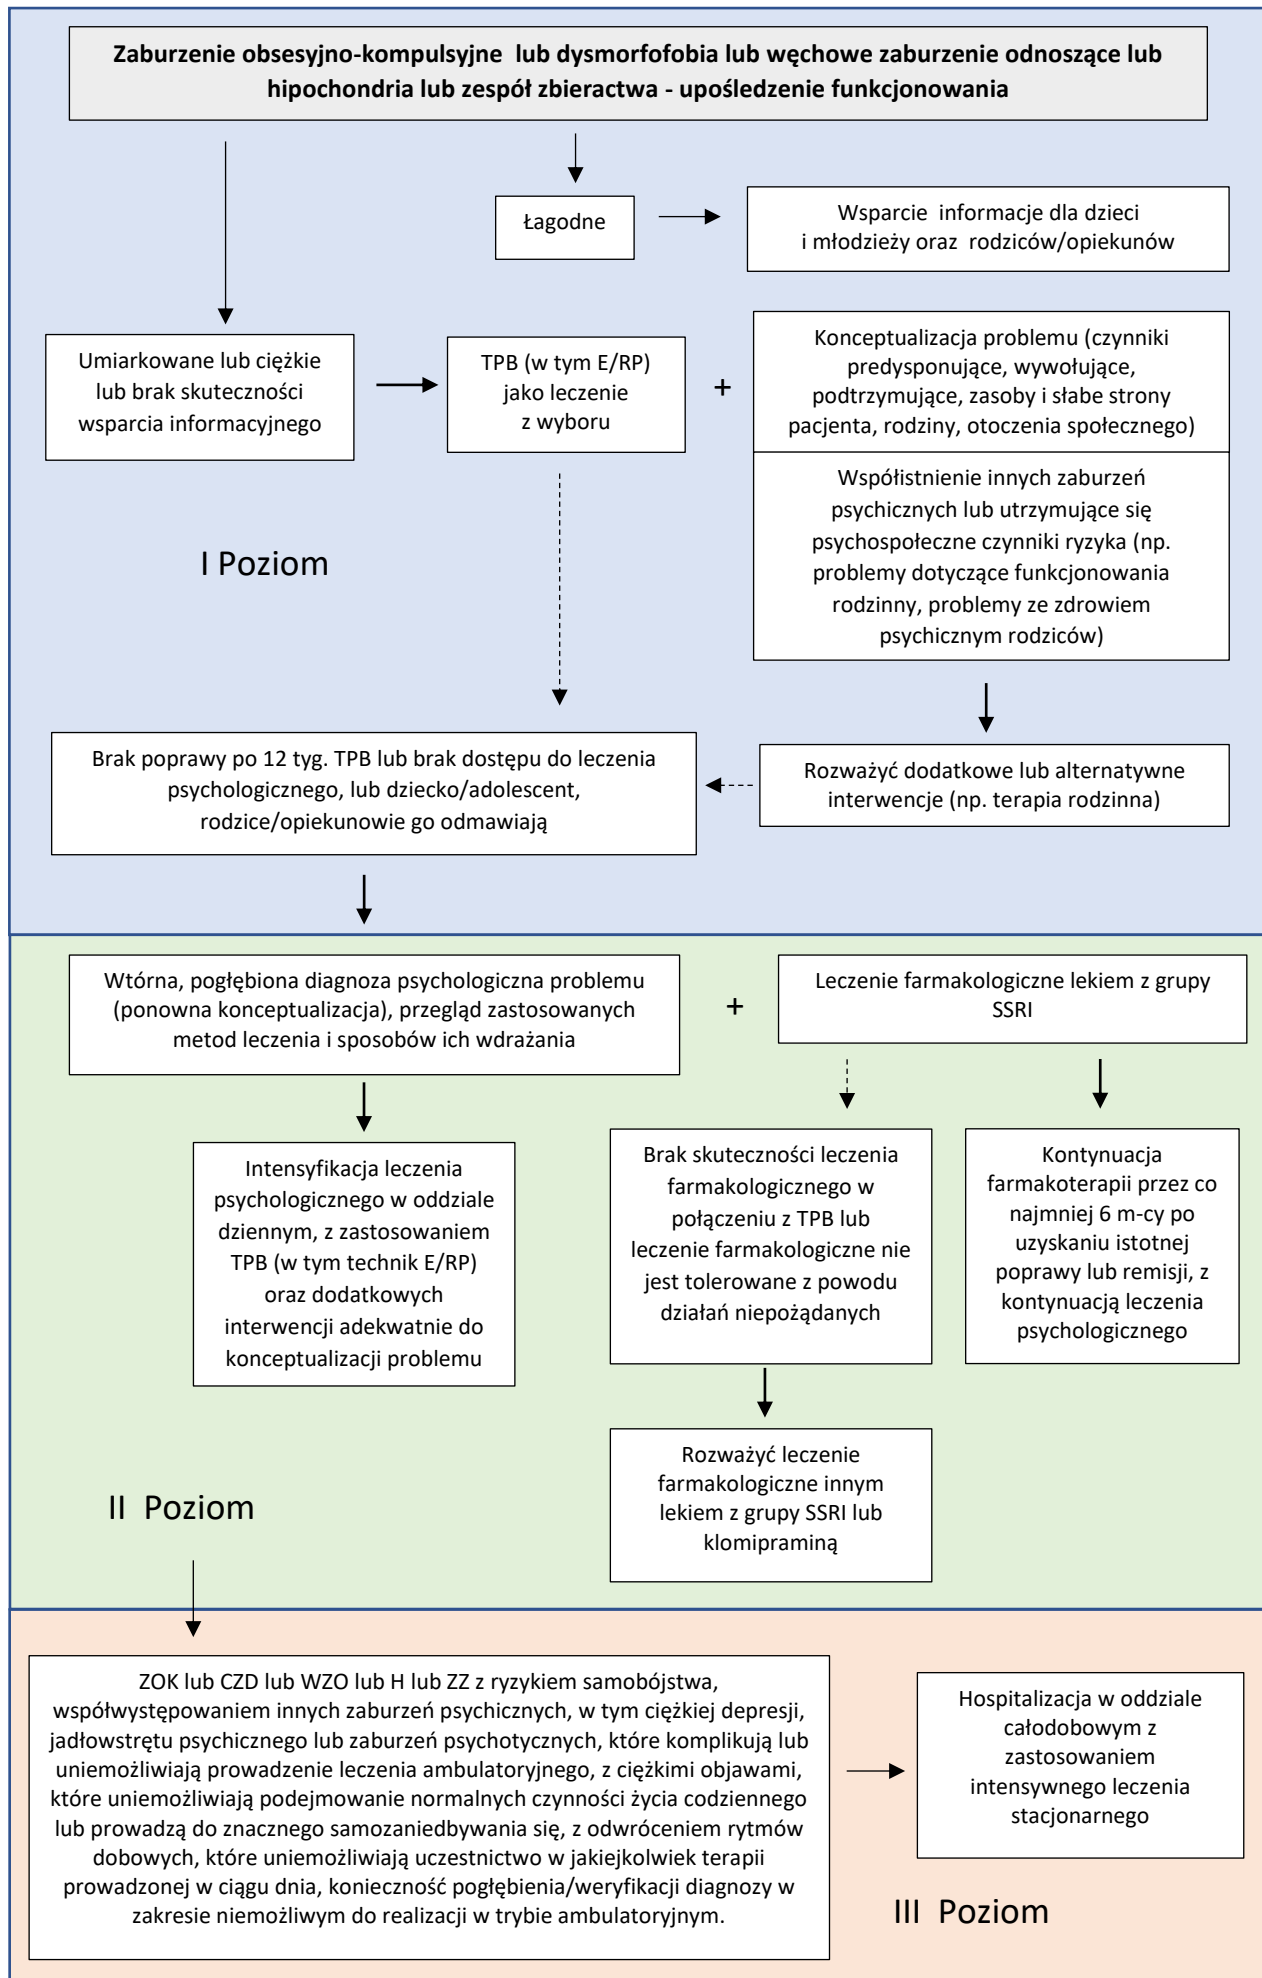 Zaburzenie obsesyjno-kompulsyjne lub dysmorfofobia lub węchowe zaburzenie odnoszące lub
hipochondria lub zespół zbieractwa - upośledzenie funkcjonowania
Łagodne
Wsparcie informacje dla dzieci
i młodzieży oraz rodziców/opiekunów
Umiarkowane lub ciężkie
lub brak skuteczności
wsparcia informacyjnego
TPB (w tym E/RP)
jako leczenie
z wyboru
+
Konceptualizacja problemu (czynniki
predysponujące, wywołujące,
podtrzymujące, zasoby i słabe strony
pacjenta, rodziny, otoczenia społecznego)
Współistnienie innych zaburzeń
psychicznych lub utrzymujące się
psychospołeczne czynniki ryzyka (np.
problemy dotyczące funkcjonowania
rodzinny, problemy ze zdrowiem
psychicznym rodziców)
I Poziom
Brak poprawy po 12 tyg. TPB lub brak dostępu do leczenia
psychologicznego, lub dziecko/adolescent,
rodzice/opiekunowie go odmawiają
Rozważyć dodatkowe lub alternatywne
interwencje (np. terapia rodzinna)
Wtórna, pogłębiona diagnoza psychologiczna problemu
(ponowna konceptualizacja), przegląd zastosowanych
metod leczenia i sposobów ich wdrażania
+
Leczenie farmakologiczne lekiem z grupy
SSRI
Intensyfikacja leczenia
psychologicznego w oddziale
dziennym, z zastosowaniem
TPB (w tym technik E/RP)
oraz dodatkowych
interwencji adekwatnie do
konceptualizacji problemu
Brak skuteczności leczenia
farmakologicznego w
połączeniu z TPB lub
leczenie farmakologiczne nie
jest tolerowane z powodu
działań niepożądanych
Kontynuacja
farmakoterapii przez co
najmniej 6 m-cy po
uzyskaniu istotnej
poprawy lub remisji, z
kontynuacją leczenia
psychologicznego
Rozważyć leczenie
farmakologiczne innym
lekiem z grupy SSRI lub
klomipraminą
II Poziom
ZOK lub CZD lub WZO lub H lub ZZ z ryzykiem samobójstwa,
współwystępowaniem innych zaburzeń psychicznych, w tym ciężkiej depresji,
jadłowstrętu psychicznego lub zaburzeń psychotycznych, które komplikują lub
uniemożliwiają prowadzenie leczenia ambulatoryjnego, z ciężkimi objawami,
które uniemożliwiają podejmowanie normalnych czynności życia codziennego
lub prowadzą do znacznego samozaniedbywania się, z odwróceniem rytmów
dobowych, które uniemożliwiają uczestnictwo w jakiejkolwiek terapii
prowadzonej w ciągu dnia, konieczność pogłębienia/weryfikacji diagnozy w
zakresie niemożliwym do realizacji w trybie ambulatoryjnym.
Hospitalizacja w oddziale
całodobowym z
zastosowaniem
intensywnego leczenia
stacjonarnego
III Poziom